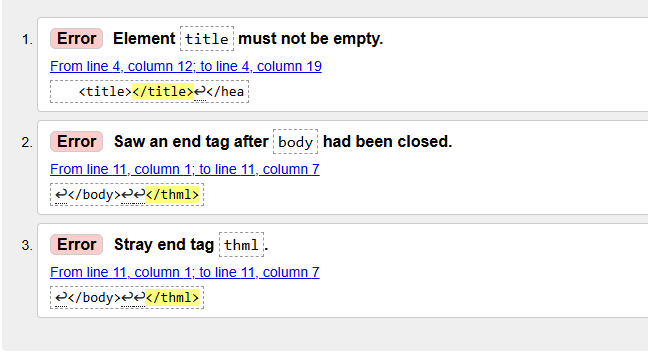 1. Error Element title must not be empty.
From line 4, column 12; to line 4, column 19
<title></title>↩</hea
2. Error Saw an end tag after body had been closed.
From line 11, column 1; to line 11, column 7
↩</body>↩↩</thml>
3. Error Stray end tag thml.
From line 11, column 1; to line 11, column 7
↩</body>↩↩</thml>